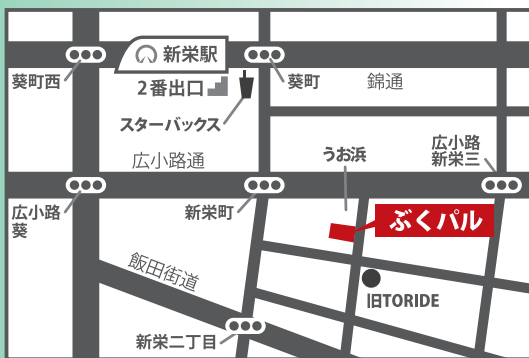 新栄駅
葵町西
2番出口
葵町
錦通
スターバックス
広小路通
うお浜
広小路
新栄三
広小路
葵
新栄町
ぶくパル
飯田街道
旧TORIDE
新栄二丁目